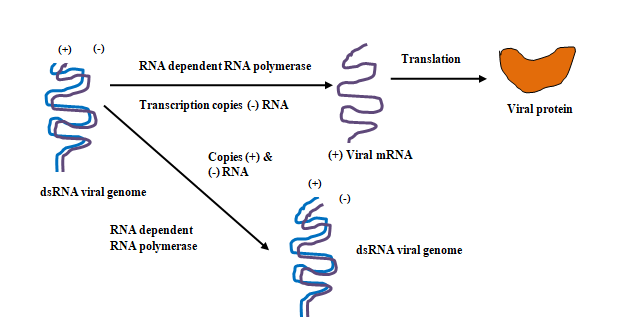 (+) (-)
RNA dependent RNA polymerase
Translation
Transcription copies (-) RNA
Viral protein
Copies (+) &
(-) RNA
(+) Viral mRNA
dsRNA viral genome
(+)
(-)
RNA dependent
RNA polymerase
dsRNA viral genome